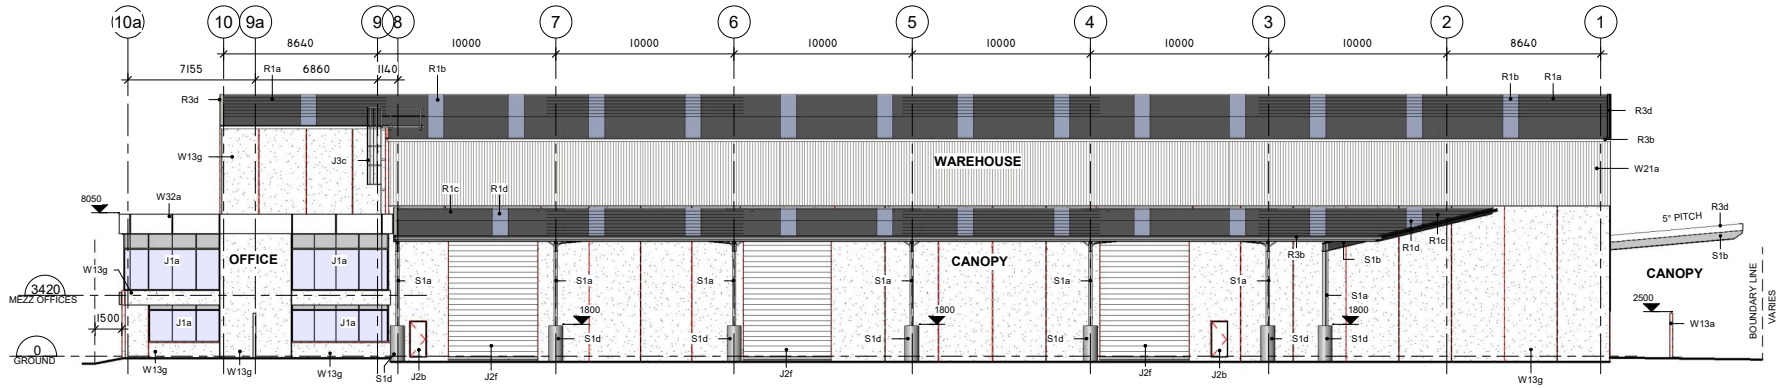 10a 10 9a 9 8 7 6 5 4 3 2 1
8640 10000 10000 10000 10000 10000 10000 8640
7155 6860 1140
R1a R1b R1b R1a
R3d R3d
R3b
W13g J3c WAREHOUSE W21a
R1c R1d
W32a
8050
5° PITCH R3d
R1d R1c
R3b S1b S1b
J1a OFFICE J1a CANOPY
W13g S1a S1a S1a S1a S1a CANOPY
3420
MEZZ OFFICES
S1a
1500 1800 1800 1800 2500
J1a J1a W13a
BOUNDARY LINE
VARIES
S1d S1d S1d S1d S1d S1d
0
GROUND
W13g W13g W13g S1d J2b J2f J2f J2f J2b W13g